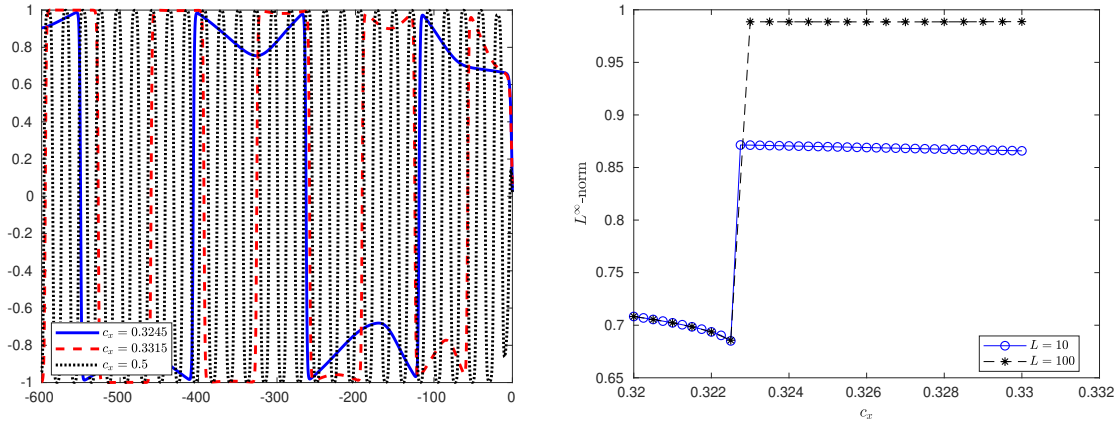 1
0.8
0.6
0.4
0.2
0
-0.2
-0.4
-0.6
-0.8
-1
-600 -500 -400 -300 -200 -100 0
c_x = 0.3245
c_x = 0.3315
c_x = 0.5
1
0.95
0.9
0.85
0.8
0.75
0.7
0.65
0.32 0.322 0.324 0.326 0.328 0.33 0.332
L^∞-norm
c_x
L = 10
L = 100